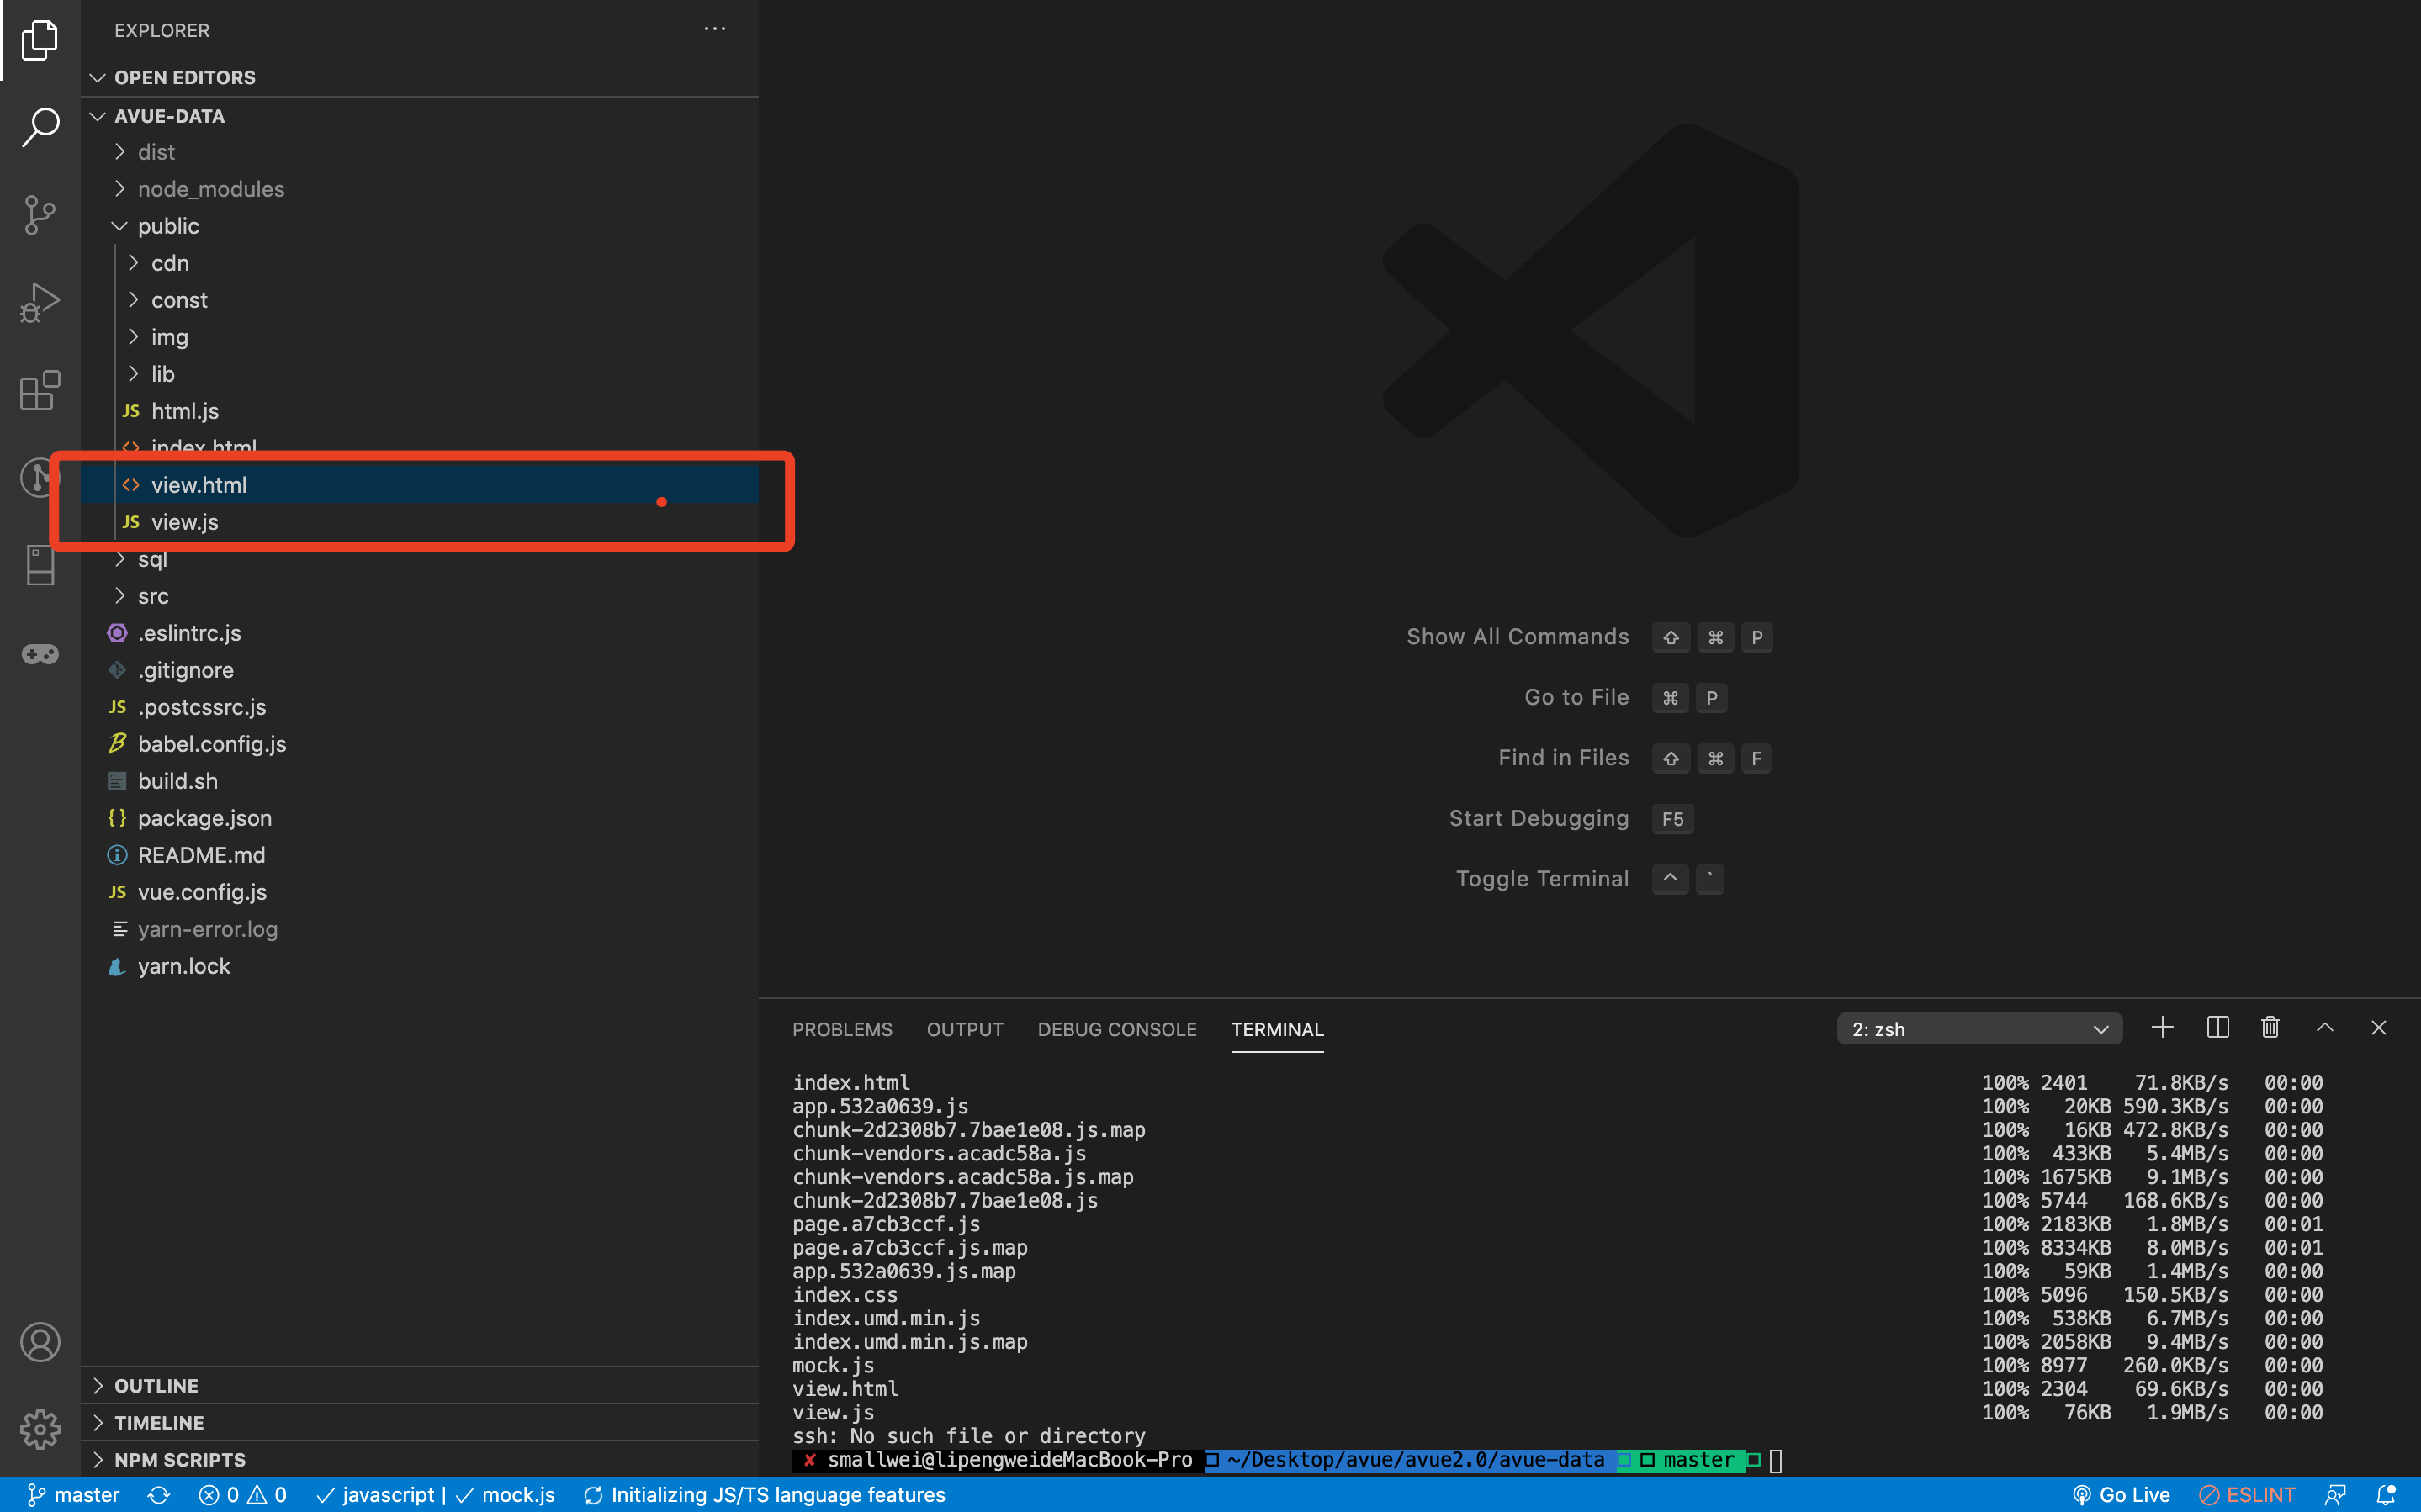 EXPLORER
OPEN EDITORS
AVUE-DATA
dist
node_modules
public
cdn
const
img
lib
JS html.js
<> index.html
<> view.html
JS view.js
sql
src
.eslintrc.js
.gitignore
JS .postcssrc.js
babel.config.js
build.sh
{} package.json
README.md
JS vue.config.js
yarn-error.log
yarn.lock
OUTLINE
TIMELINE
NPM SCRIPTS
Show All Commands ⇧ ⌘ P
Go to File ⌘ P
Find in Files ⇧ ⌘ F
Start Debugging F5
Toggle Terminal ^ `
PROBLEMS OUTPUT DEBUG CONSOLE TERMINAL 2: zsh
index.html 100% 2401 71.8KB/s 00:00
app.532a0639.js 100% 20KB 590.3KB/s 00:00
chunk-2d2308b7.7bae1e08.js.map 100% 16KB 472.8KB/s 00:00
chunk-vendors.acadc58a.js 100% 433KB 5.4MB/s 00:00
chunk-vendors.acadc58a.js.map 100% 1675KB 9.1MB/s 00:00
chunk-2d2308b7.7bae1e08.js 100% 5744 168.6KB/s 00:00
page.a7cb3ccf.js 100% 2183KB 1.8MB/s 00:01
page.a7cb3ccf.js.map 100% 8334KB 8.0MB/s 00:01
app.532a0639.js.map 100% 59KB 1.4MB/s 00:00
index.css 100% 5096 150.5KB/s 00:00
index.umd.min.js 100% 538KB 6.7MB/s 00:00
index.umd.min.js.map 100% 2058KB 9.4MB/s 00:00
mock.js 100% 8977 260.0KB/s 00:00
view.html 100% 2304 69.6KB/s 00:00
view.js 100% 76KB 1.9MB/s 00:00
ssh: No such file or directory
✘ smallwei@lipengweideMacBook-Pro ~/Desktop/avue/avue2.0/avue-data master
master 0 0 ✓ javascript | ✓ mock.js Initializing JS/TS language features Go Live ESLINT